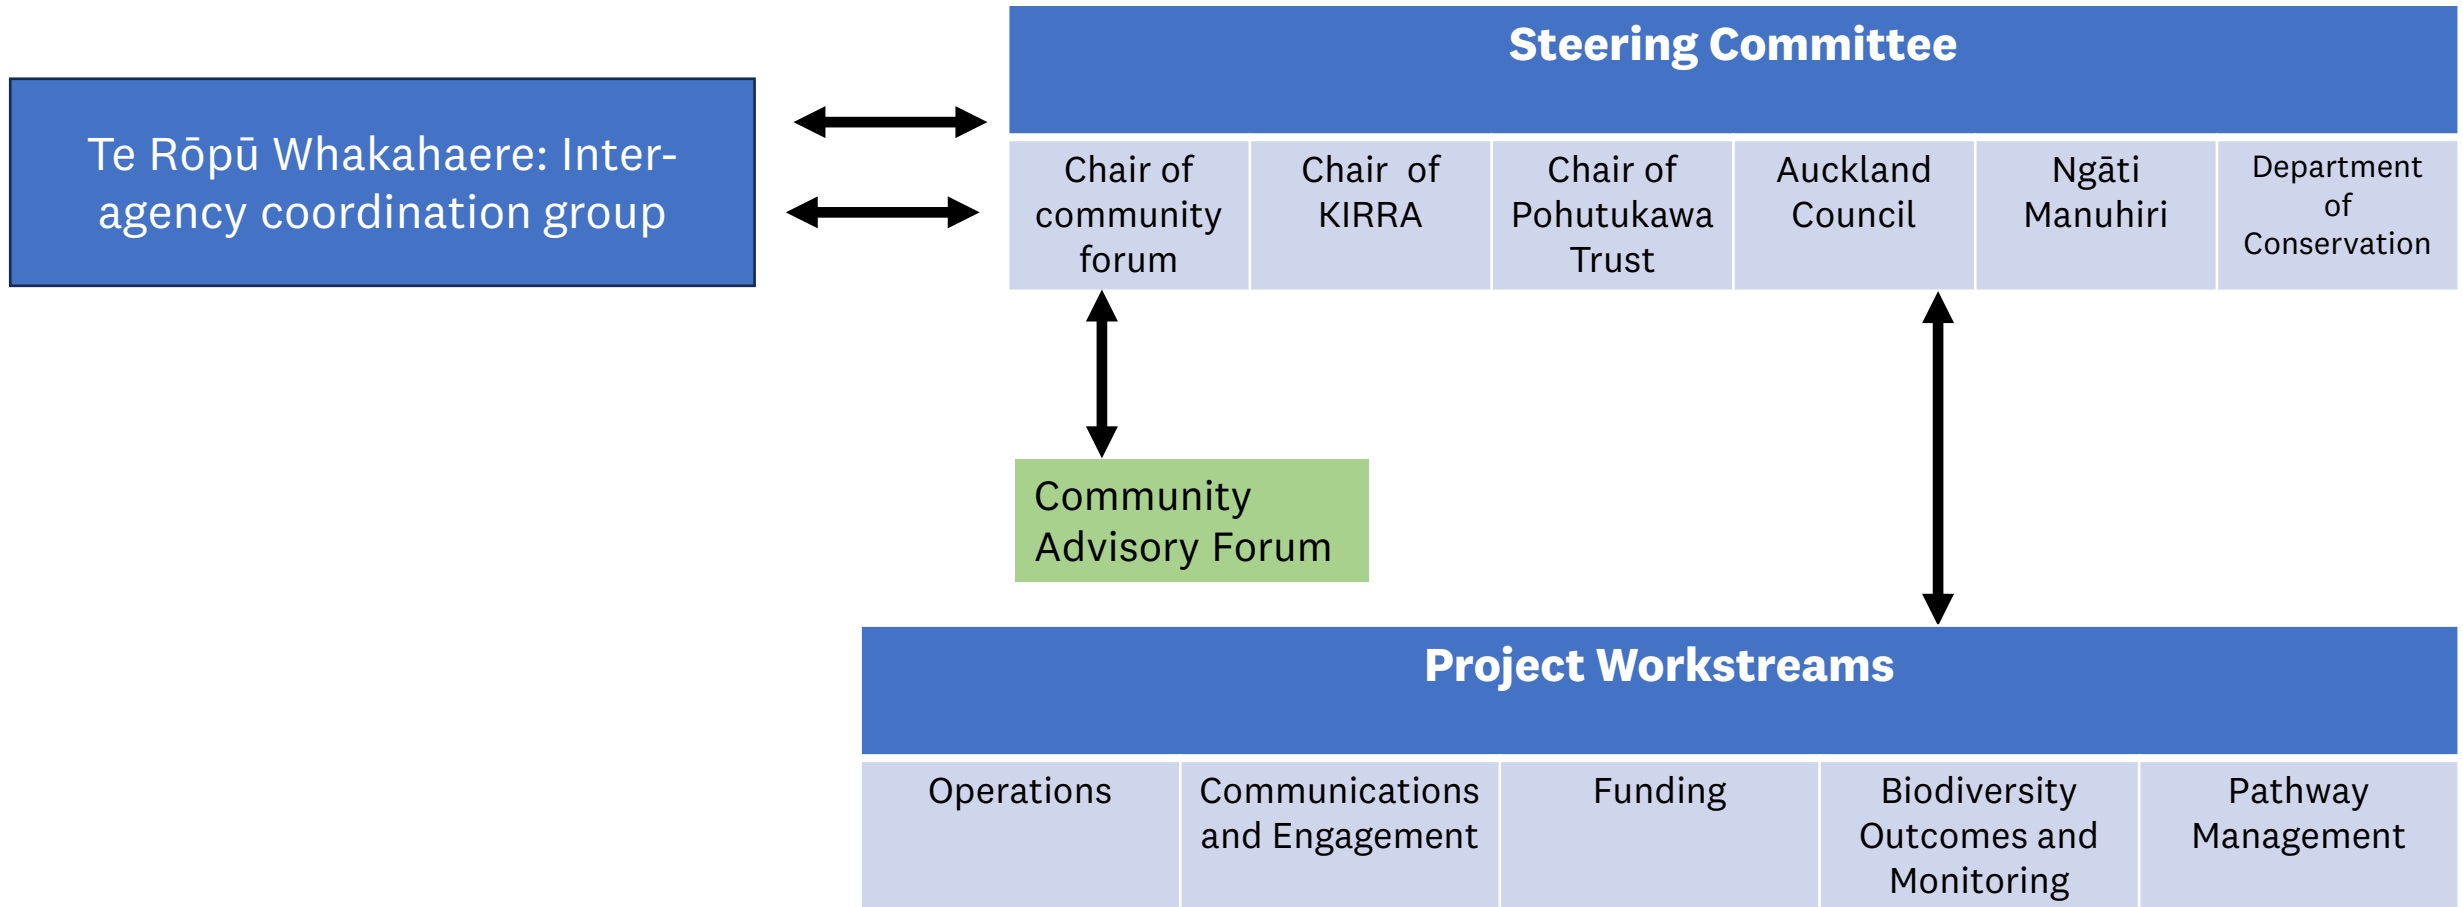 Steering Committee
Te Rōpū Whakahaere: Inter-
agency coordination group
Chair of
community
forum
Chair of
KIRRA
Chair of
Pohutukawa
Trust
Auckland
Council
Ngāti
Manuhiri
Department
of
Conservation
Community
Advisory Forum
Project Workstreams
Operations
Communications
and Engagement
Funding
Biodiversity
Outcomes and
Monitoring
Pathway
Management